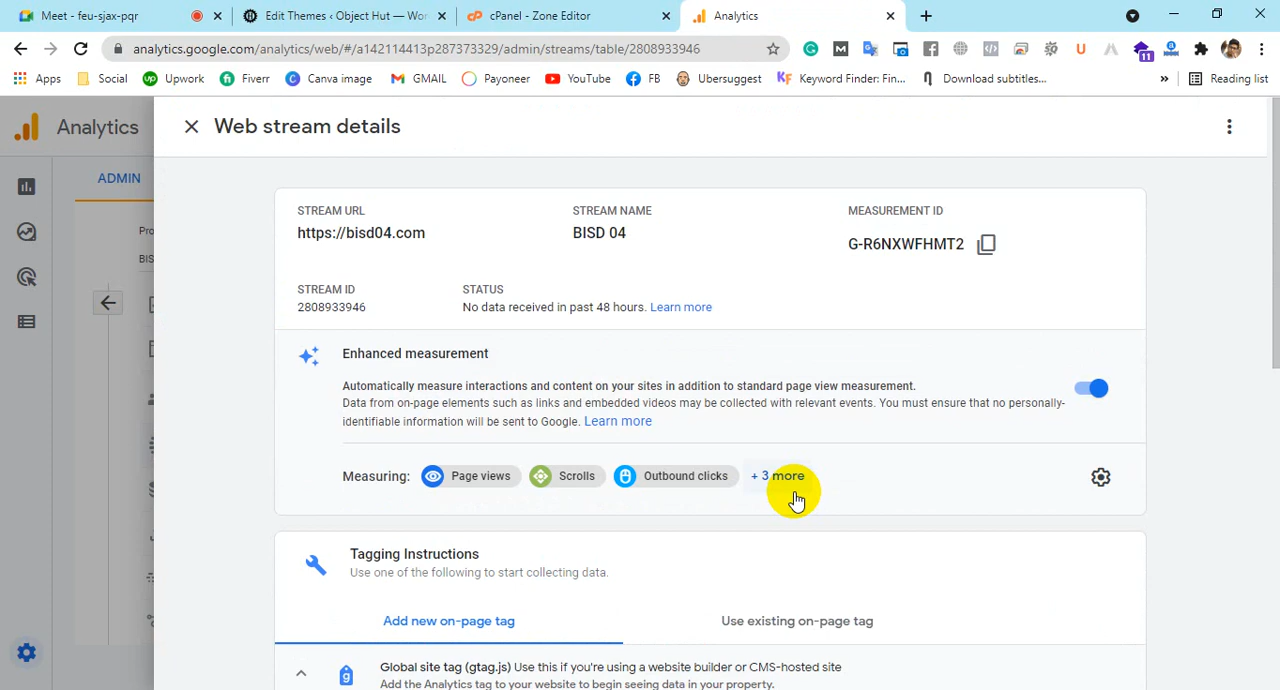 Meet - feu-sjax-pqr
Edit Themes ‹ Object Hut — Wor
cPanel - Zone Editor
Analytics
analytics.google.com/analytics/web/#/a142114413p287373329/admin/streams/table/2808933946
11
Apps
Social
Upwork
Fiverr
Canva image
GMAIL
Payoneer
YouTube
FB
Ubersuggest
Keyword Finder: Fin...
Download subtitles...
»
Reading list
Analytics
Web stream details
ADMIN
STREAM URL
STREAM NAME
MEASUREMENT ID
https://bisd04.com
BISD 04
G-R6NXWFHMT2
STREAM ID
STATUS
2808933946
No data received in past 48 hours. Learn more
Enhanced measurement
Automatically measure interactions and content on your sites in addition to standard page view measurement.
Data from on-page elements such as links and embedded videos may be collected with relevant events. You must ensure that no personally-
identifiable information will be sent to Google. Learn more
Measuring:
Page views
Scrolls
Outbound clicks
+ 3 more
Tagging Instructions
Use one of the following to start collecting data.
Add new on-page tag
Use existing on-page tag
Global site tag (gtag.js) Use this if you're using a website builder or CMS-hosted site
Add the Analytics tag to your website to begin seeing data in your property.